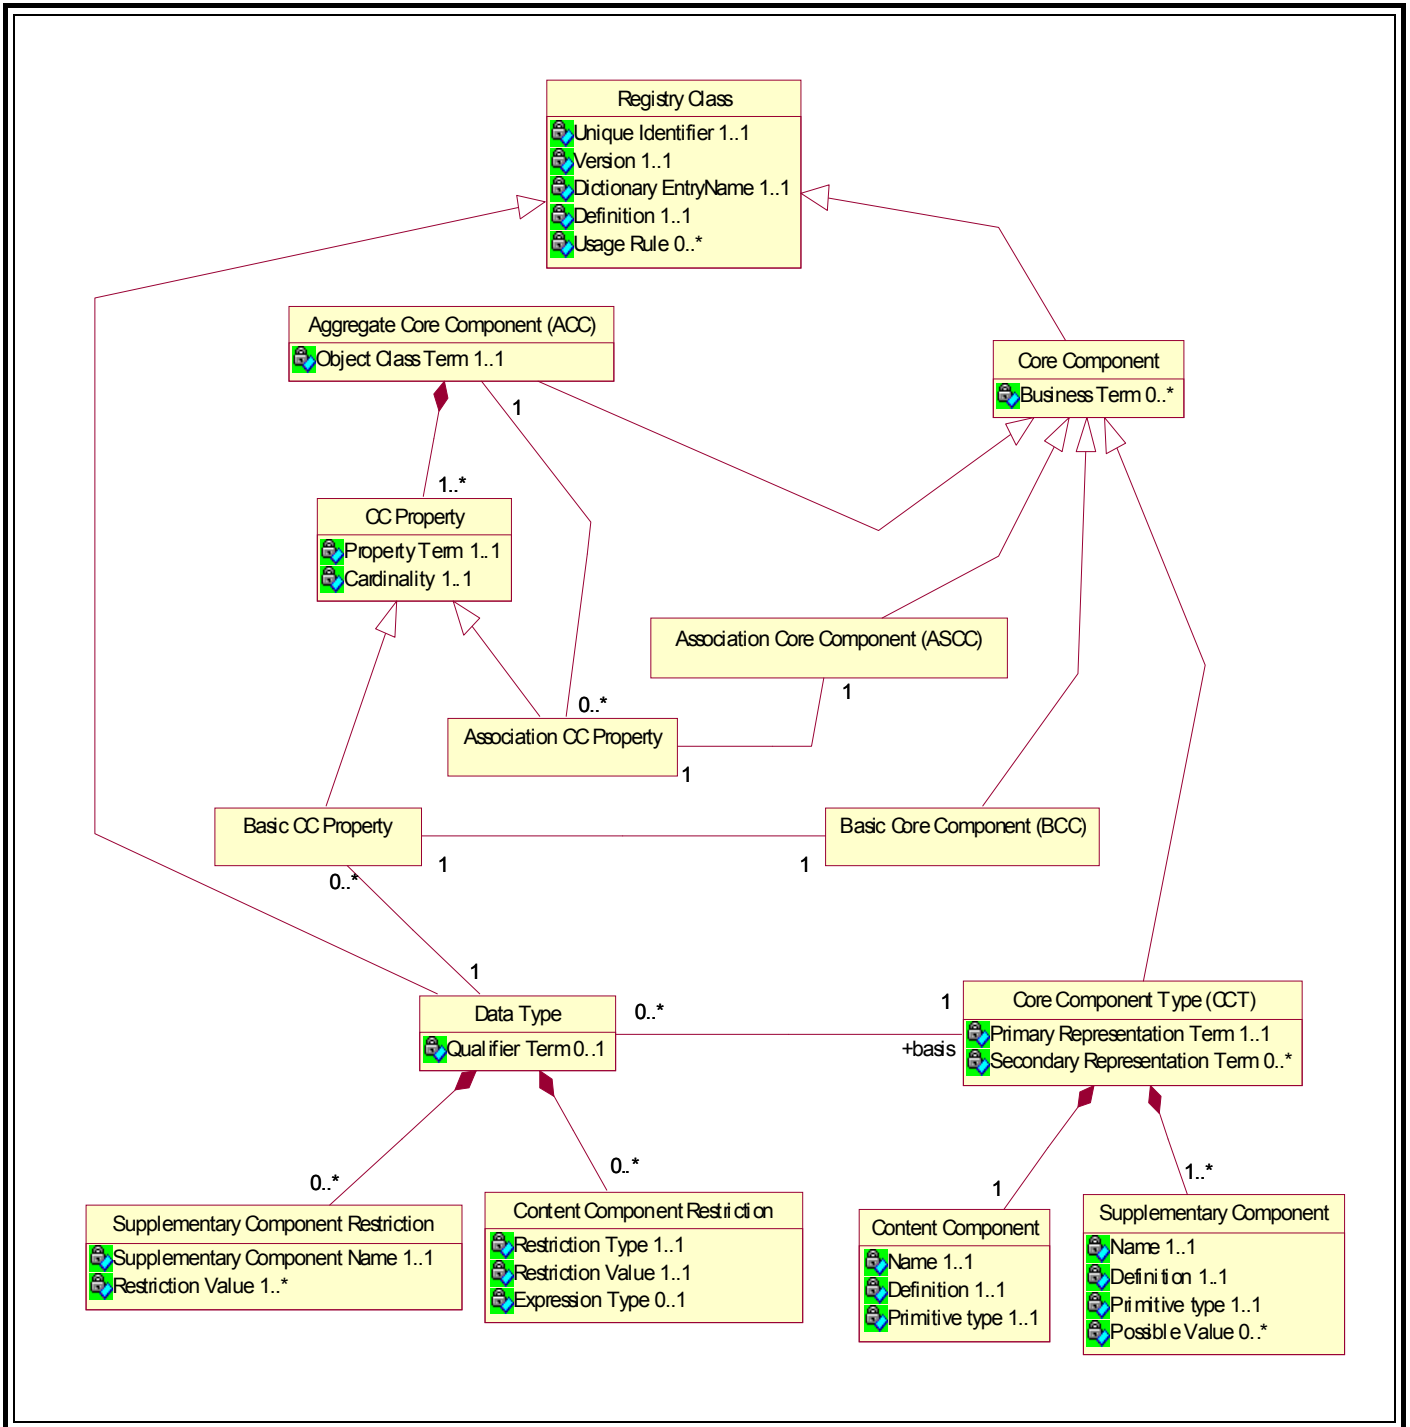 Registry Class
Unique Identifier 1..1
Version 1..1
Dictionary EntryName 1..1
Definition 1..1
Usage Rule 0..*
Aggregate Core Component (ACC)
Object Class Term 1..1
Core Component
Business Term 0..*
1
1..*
CC Property
Property Term 1..1
Cardinality 1..1
Association Core Component (ASCC)
1
0..*
Association CC Property
1
Basic CC Property
Basic Core Component (BCC)
1
1
0..*
1
Data Type
Qualifier Term 0..1
0..*
1
+basis
Core Component Type (CCT)
Primary Representation Term 1..1
Secondary Representation Term 0..*
0..*
0..*
1
1..*
Supplementary Component Restriction
Supplementary Component Name 1..1
Restriction Value 1..*
Content Component Restriction
Restriction Type 1..1
Restriction Value 1..1
Expression Type 0..1
Content Component
Name 1..1
Definition 1..1
Primitive type 1..1
Supplementary Component
Name 1..1
Definition 1..1
Primitive type 1..1
Possible Value 0..*